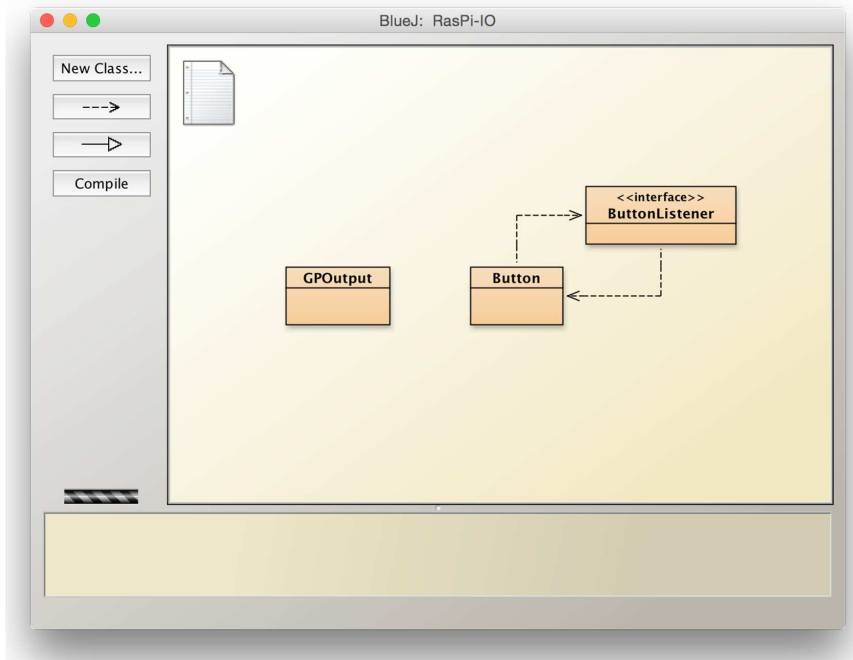 BlueJ: RasPi-IO
New Class...
Compile
<<interface>>
ButtonListener
GPOutput
Button